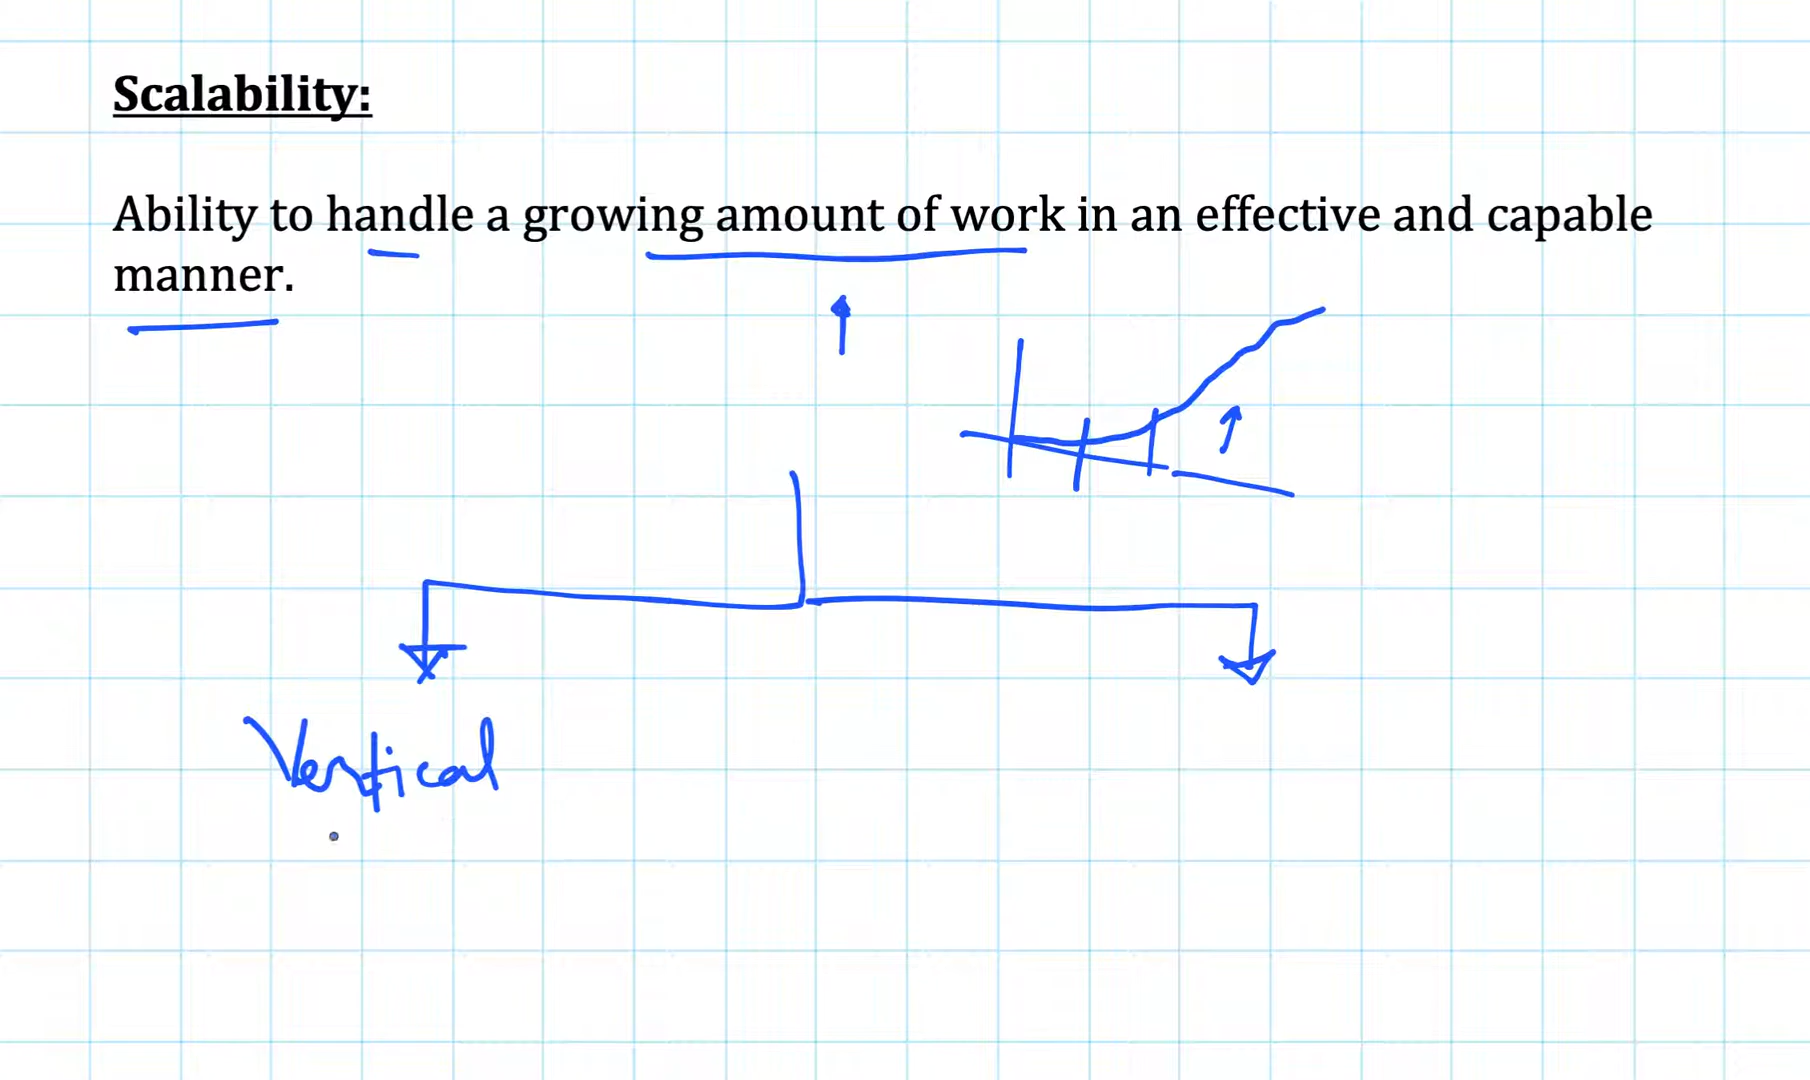 Scalability:
Ability to handle a growing amount of work in an effective and capable
manner.
Vertical